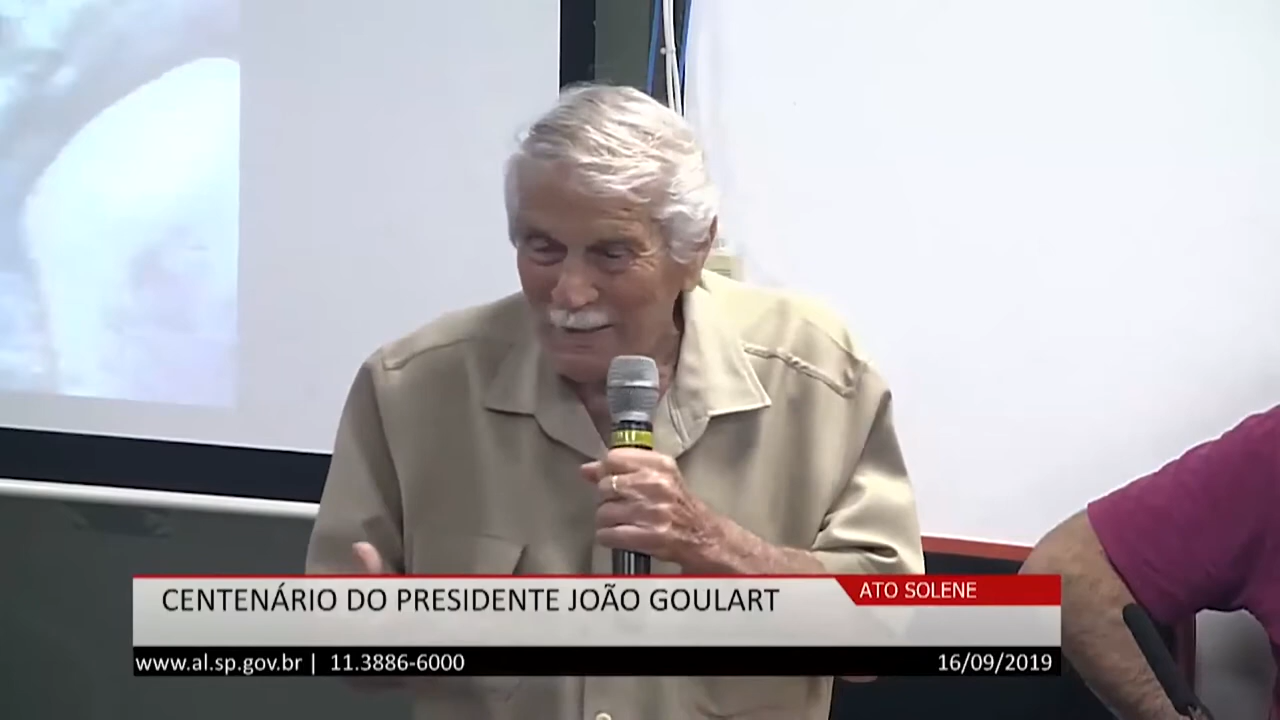 CENTENÁRIO DO PRESIDENTE JOÃO GOULART
ATO SOLENE
www.al.sp.gov.br | 11.3886-6000
16/09/2019